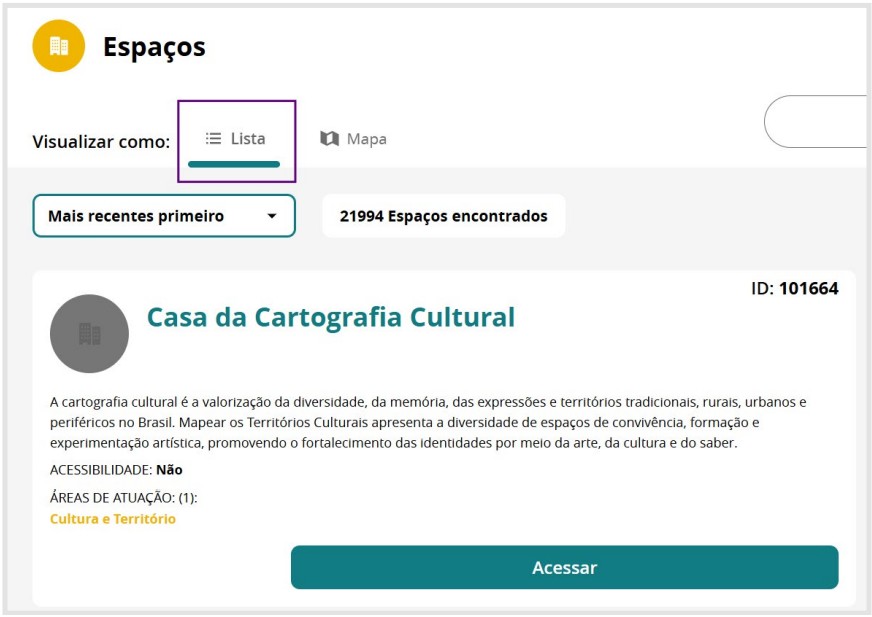 Espaços
Visualizar como:
Lista
Mapa
Mais recentes primeiro
21994 Espaços encontrados
ID: 101664
Casa da Cartografia Cultural
A cartografia cultural é a valorização da diversidade, da memória, das expressões e territórios tradicionais, rurais, urbanos e
periféricos no Brasil. Mapear os Territórios Culturais apresenta a diversidade de espaços de convivência, formação e
experimentação artística, promovendo o fortalecimento das identidades por meio da arte, da cultura e do saber.
ACESSIBILIDADE: Não
ÁREAS DE ATUAÇÃO: (1):
Cultura e Território
Acessar